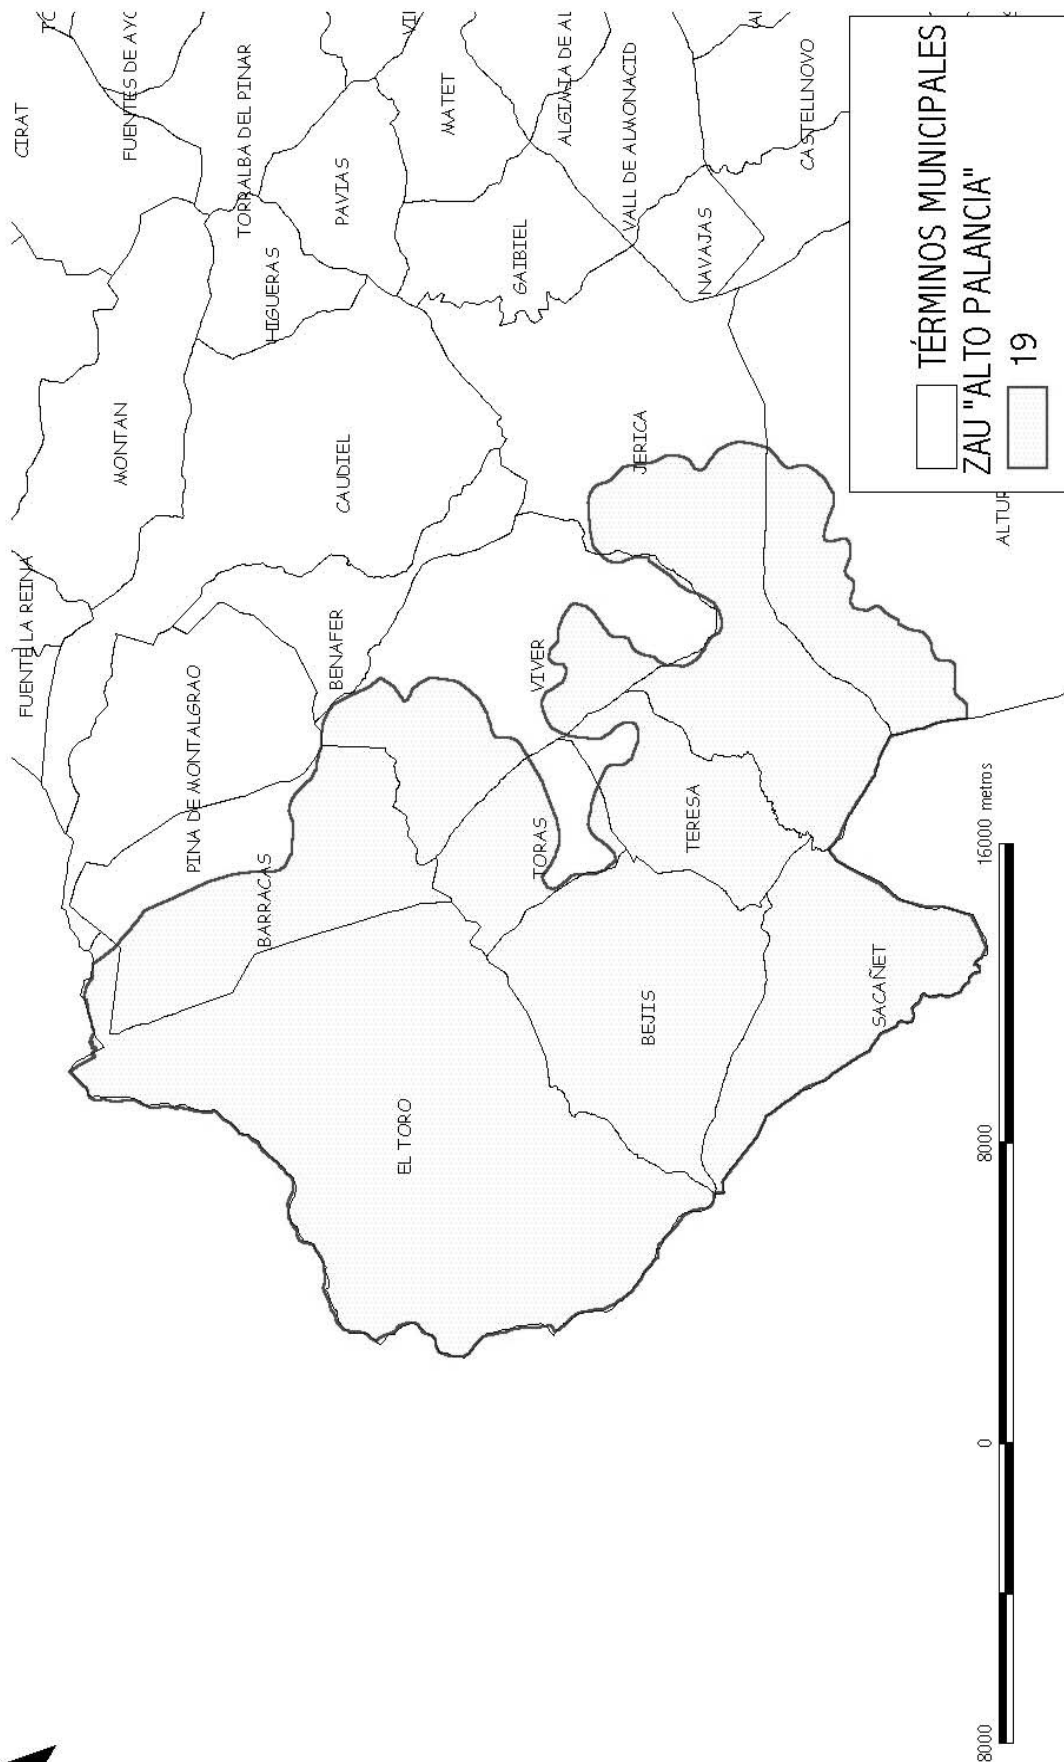 CIRAT
FUENTES DE AYO
TORRALBA DEL PINAR
PAVIAS
MATET
ALGIMIA DE AL
VALL DE ALMONACID
CASTELLNOVO
HIGUERAS
GAIBIEL
NAVAJAS
MONTAN
CAUDIEL
JERICA
FUENTE LA REINA
BENAFER
VIVER
PINA DE MONTALGRAO
TORAS
TERESA
BARRACAS
BEJIS
SACAÑET
EL TORO
ALTUR
TÉRMINOS MUNICIPALES
ZAU "ALTO PALANCIA"
19
8000
0
8000
16000 metros